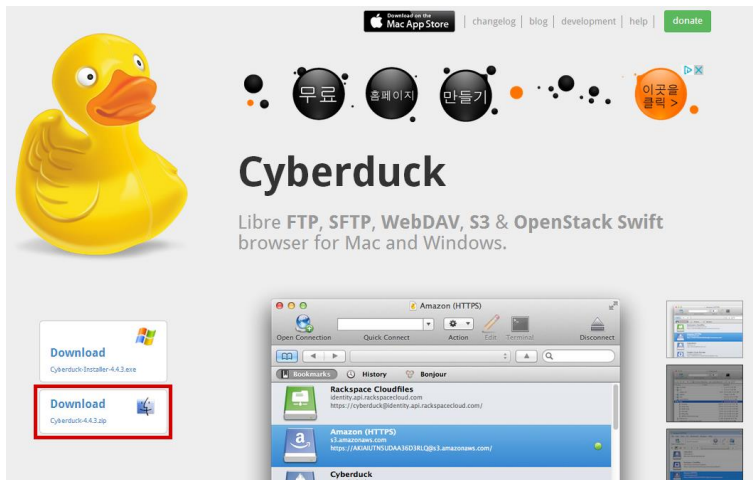 Download on the
Mac App Store
changelog | blog | development | help |
donate
무료
홈페이지
만들기
이곳을
클릭 >
Cyberduck
Libre FTP, SFTP, WebDAV, S3 & OpenStack Swift
browser for Mac and Windows.
Download
Cyberduck-Installer-4.4.3.exe
Download
Cyberduck-4.4.3.zip
Amazon (HTTPS)
Open Connection
Quick Connect
Action
Edit
Terminal
Disconnect
Bookmarks
History
Bonjour
Rackspace Cloudfiles
identity.api.rackspacecloud.com
https://cyberduck@identity.api.rackspacecloud.com/
Amazon (HTTPS)
s3.amazonaws.com
Cyberduck